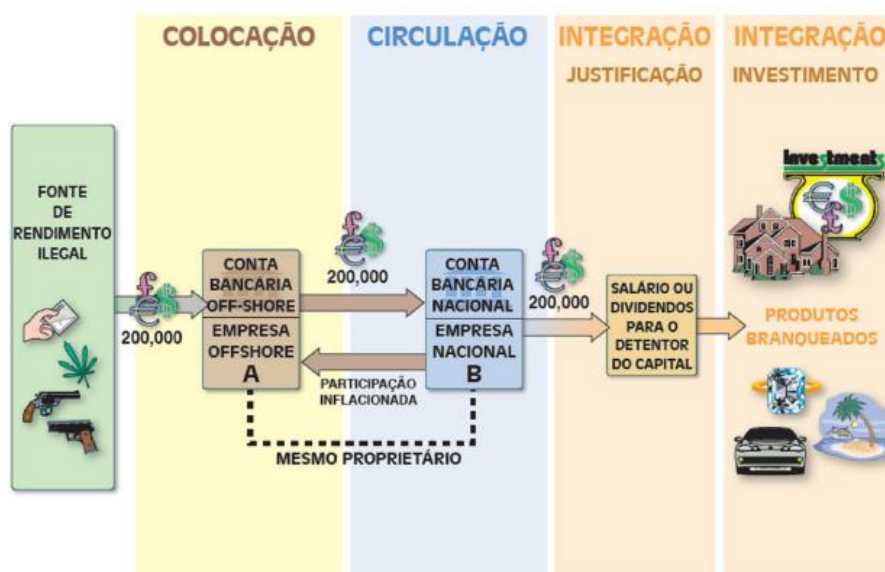 COLOCAÇÃO
CIRCULAÇÃO
INTEGRAÇÃO
JUSTIFICAÇÃO
INTEGRAÇÃO
INVESTIMENTO
FONTE
DE
RENDIMENTO
ILEGAL
200,000
CONTA
BANCÁRIA
OFF-SHORE
EMPRESA
OFFSHORE
A
200,000
PARTICIPAÇÃO
INFLACIONADA
CONTA
BANCÁRIA
NACIONAL
EMPRESA
NACIONAL
B
MESMO PROPRIETÁRIO
200,000
SALÁRIO OU
DIVIDENDOS
PARA O
DETENTOR
DO CAPITAL
Investments
PRODUTOS
BRANQUEADOS